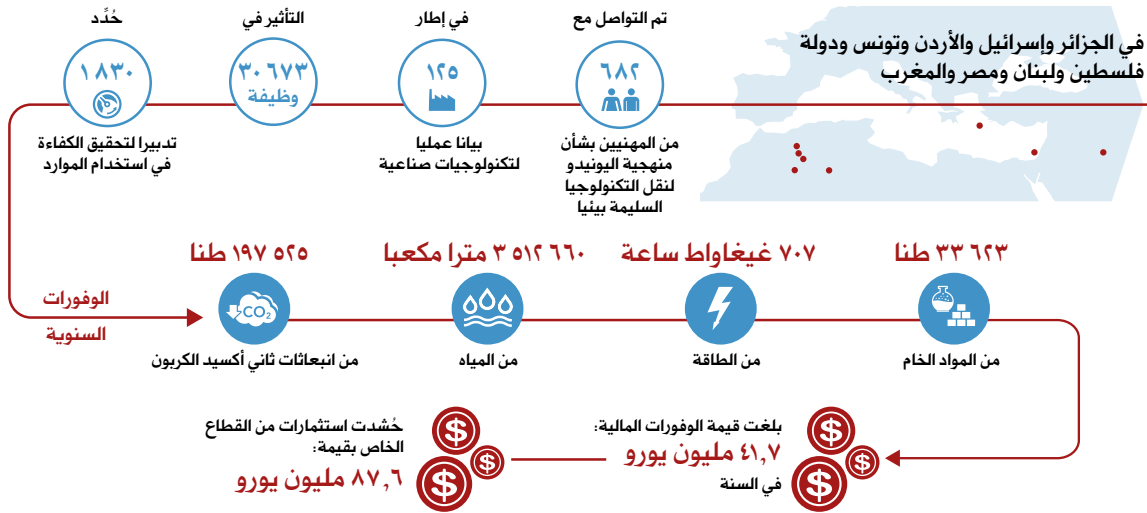 في الجزائر وإسرائيل والأردن وتونس ودولة
فلسطين ولبنان ومصر والمغرب
تم التواصل مع
٦٨٢
من المهنيين بشأن
منهجية اليونيدو
لنقل التكنولوجيا
السليمة بيئيا
في إطار
١٢٥
بيانا عمليا
لتكنولوجيات صناعية
التأثير في
٣٠ ٦٧٣
وظيفة
حُدِّد
١ ٨٣٠
تدبيرا لتحقيق الكفاءة
في استخدام الموارد
الوفورات
السنوية
١٩٧ ٥٢٥ طنا
CO₂
من انبعاثات ثاني أكسيد الكربون
٣ ٥١٢ ٦٦٠ مترا مكعبا
من المياه
٧٠٧ غيغاواط ساعة
من الطاقة
٣٣ ٦٢٣ طنا
من المواد الخام
بلغت قيمة الوفورات المالية:
٤١,٧ مليون يورو
في السنة
$
$
$
حُشدت استثمارات من القطاع
الخاص بقيمة:
٨٧,٦ مليون يورو
$
$
$